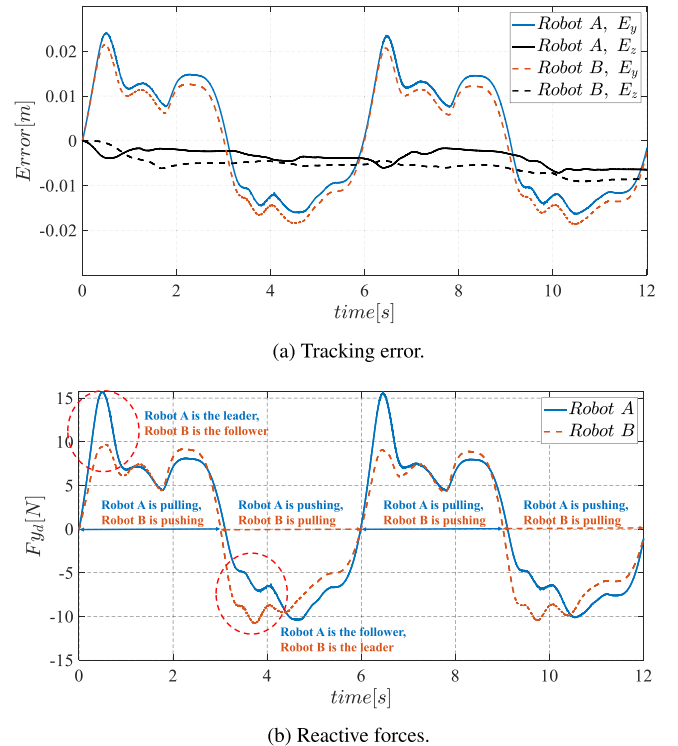 Robot A, E_y
Robot A, E_z
Robot B, E_y
Robot B, E_z
0.02
0.01
0
-0.01
-0.02
Error[m]
0 2 4 6 8 10 12
time[s]
(a) Tracking error.
Robot A
Robot B
15
10
5
0
-5
-10
-15
Fy_d[N]
Robot A is the leader,
Robot B is the follower
Robot A is pulling,
Robot B is pushing
Robot A is pushing,
Robot B is pulling
Robot A is pulling,
Robot B is pushing
Robot A is pushing,
Robot B is pulling
Robot A is the follower,
Robot B is the leader
0 2 4 6 8 10 12
time[s]
(b) Reactive forces.